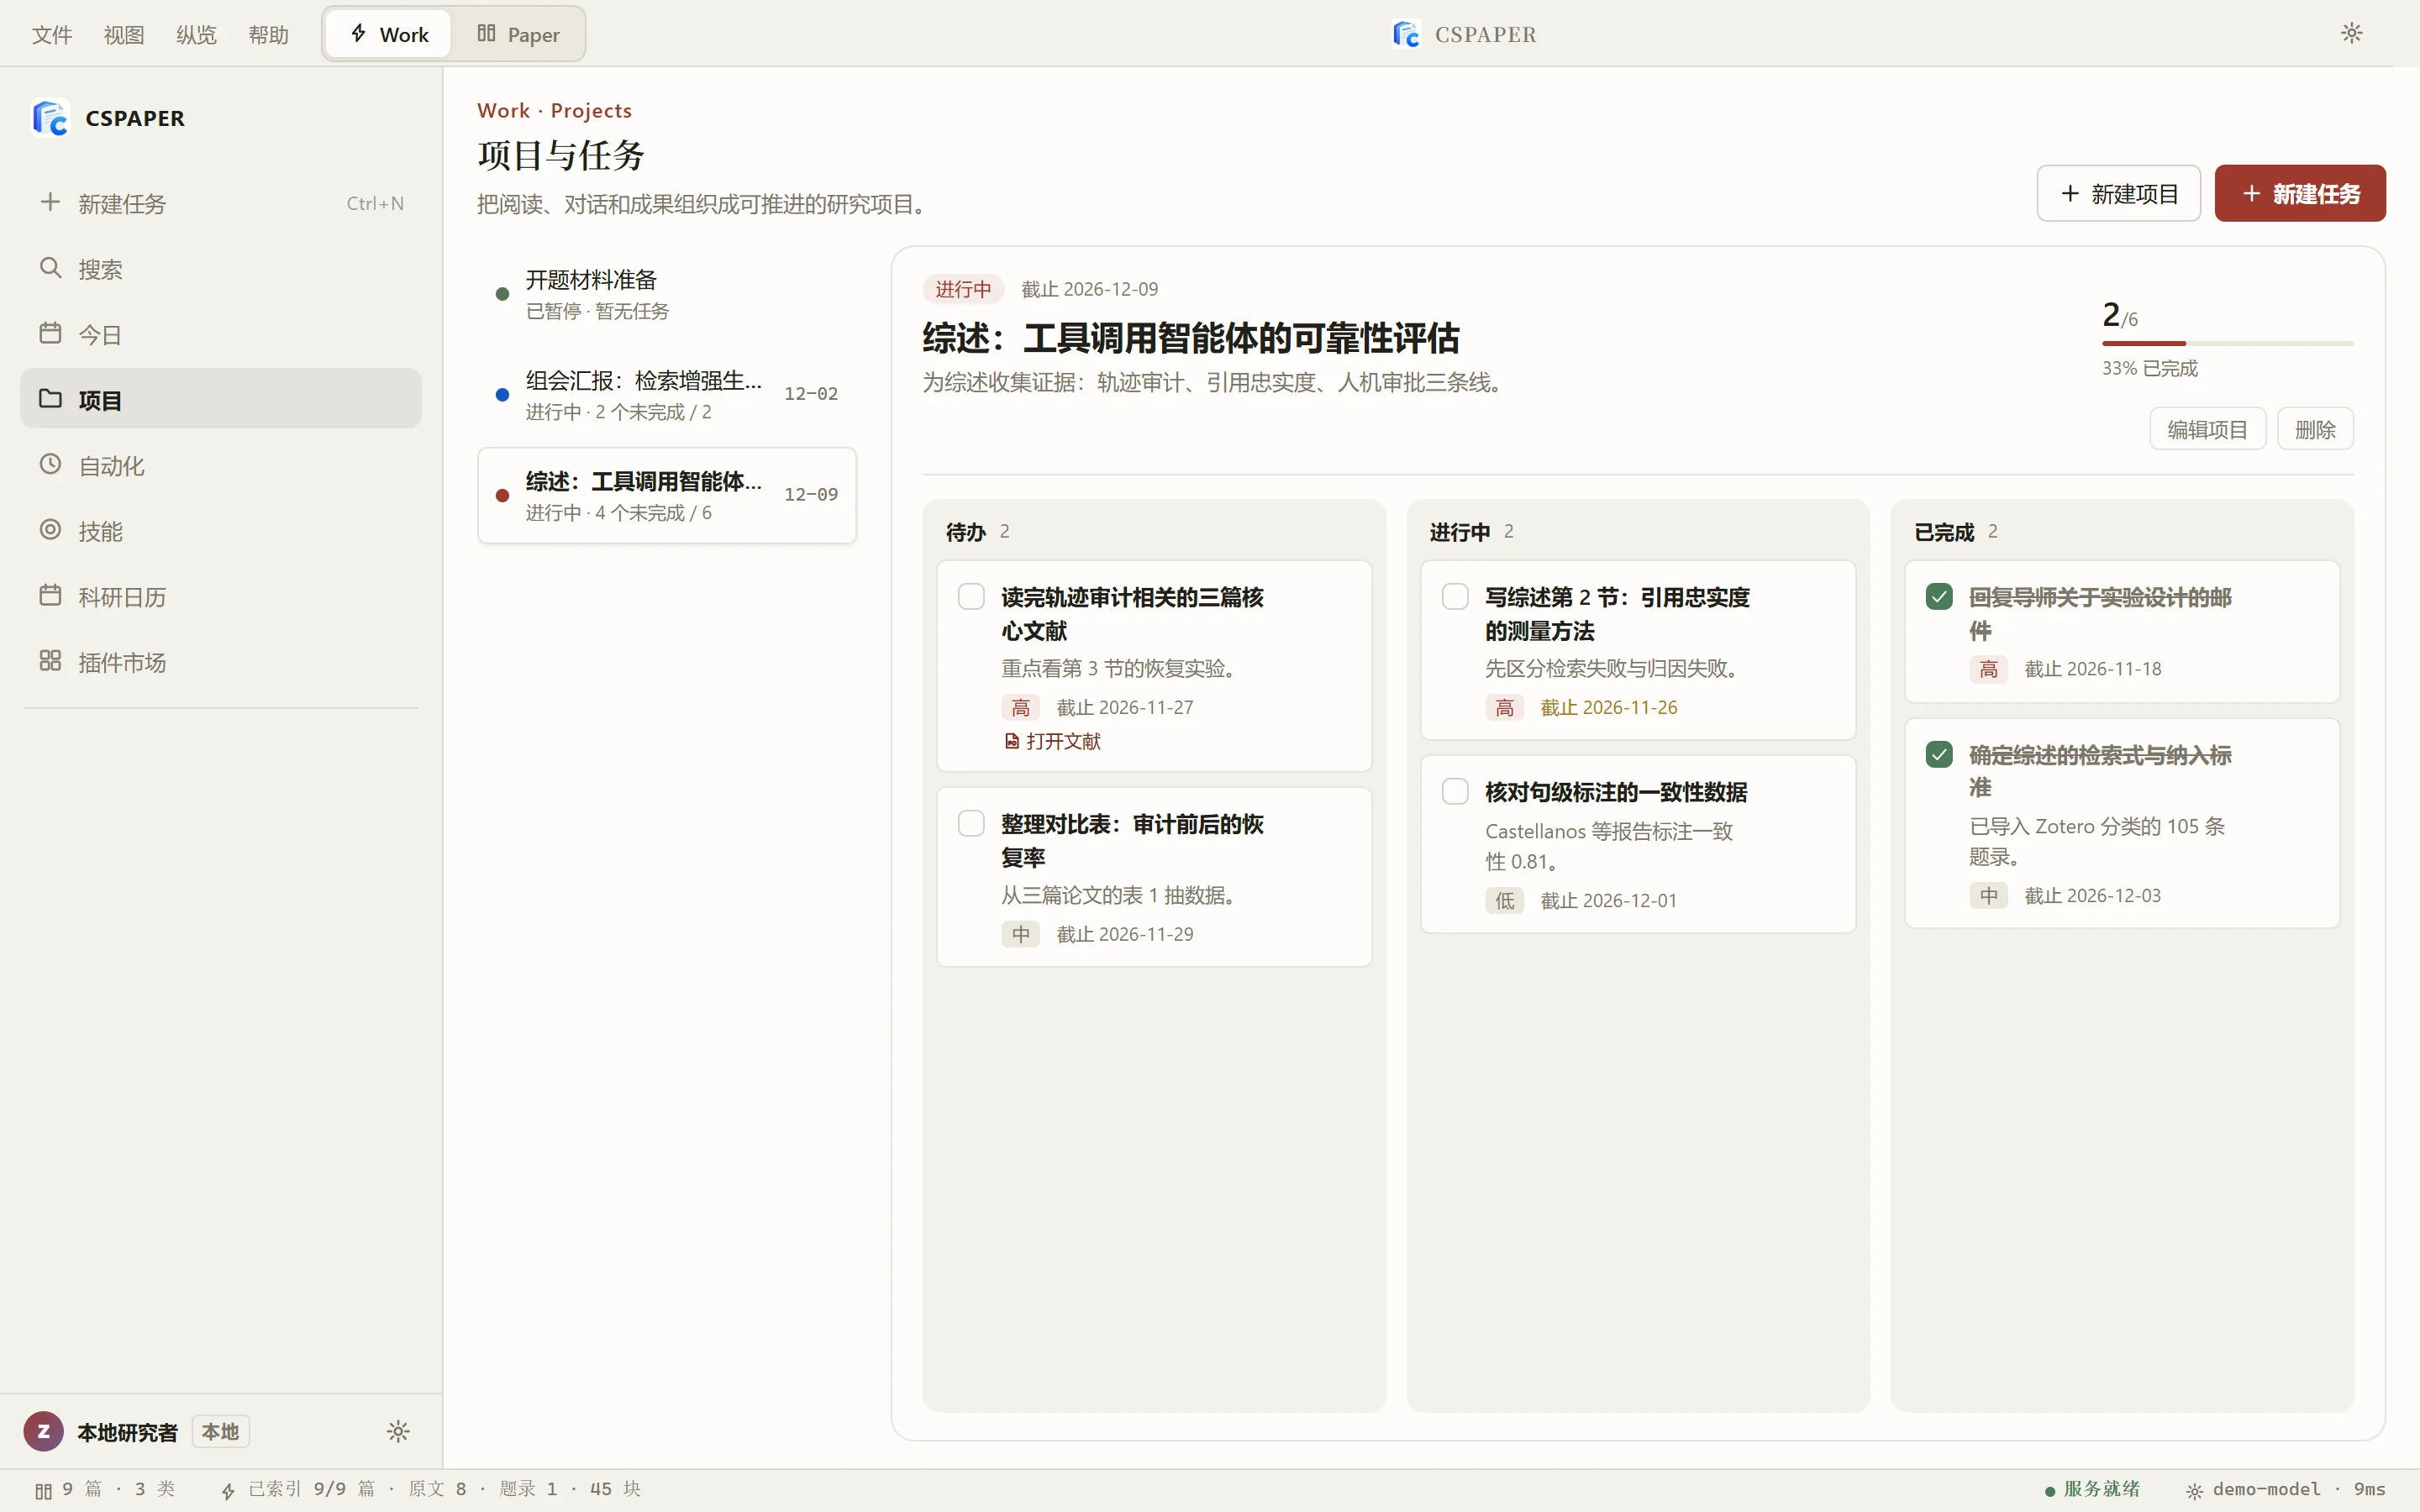 文件 视图 纵览 帮助 Work Paper CSPAPER
CSPAPER
新建任务 Ctrl+N
搜索
今日
项目
自动化
技能
科研日历
插件市场
Work · Projects
项目与任务
把阅读、对话和成果组织成可推进的研究项目。
+ 新建项目 + 新建任务
开题材料准备
已暂停 · 暂无任务
组会汇报：检索增强生... 12-02
进行中 · 2 个未完成 / 2
综述：工具调用智能体... 12-09
进行中 · 4 个未完成 / 6
进行中 截止 2026-12-09
综述：工具调用智能体的可靠性评估
为综述收集证据：轨迹审计、引用忠实度、人机审批三条线。
2/6
33% 已完成
编辑项目 删除
待办 2
读完轨迹审计相关的三篇核
心文献
重点看第 3 节的恢复实验。
高 截止 2026-11-27
打开文献
整理对比表：审计前后的恢
复率
从三篇论文的表 1 抽数据。
中 截止 2026-11-29
进行中 2
写综述第 2 节：引用忠实度
的测量方法
先区分检索失败与归因失败。
高 截止 2026-11-26
核对句级标注的一致性数据
Castellanos 等报告标注一致
性 0.81。
低 截止 2026-12-01
已完成 2
回复导师关于实验设计的邮
件
高 截止 2026-11-18
确定综述的检索式与纳入标
准
已导入 Zotero 分类的 105 条
题录。
中 截止 2026-12-03
Z 本地研究者 本地
9 篇 · 3 类 已索引 9/9 篇 · 原文 8 · 题录 1 · 45 块 服务就绪 demo-model · 9ms